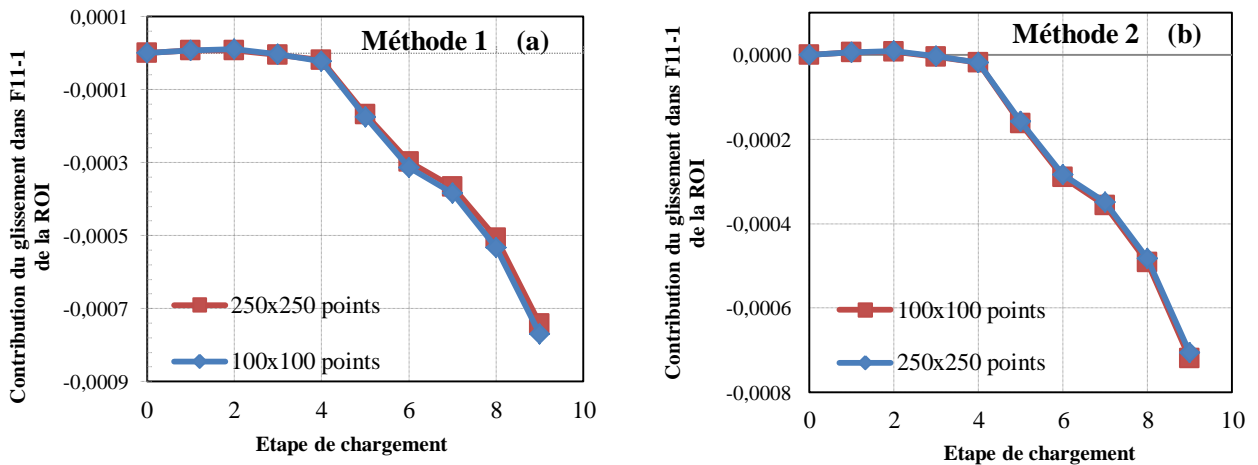 Méthode 1 (a)
0,0001
-0,0001
-0,0003
-0,0005
-0,0007
-0,0009
Contribution du glissement dans F11-1
de la ROI
250x250 points
100x100 points
0 2 4 6 8 10
Etape de chargement
Méthode 2 (b)
0,0000
-0,0002
-0,0004
-0,0006
-0,0008
Contribution du glissement dans F11-1
de la ROI
100x100 points
250x250 points
0 2 4 6 8 10
Etape de chargement